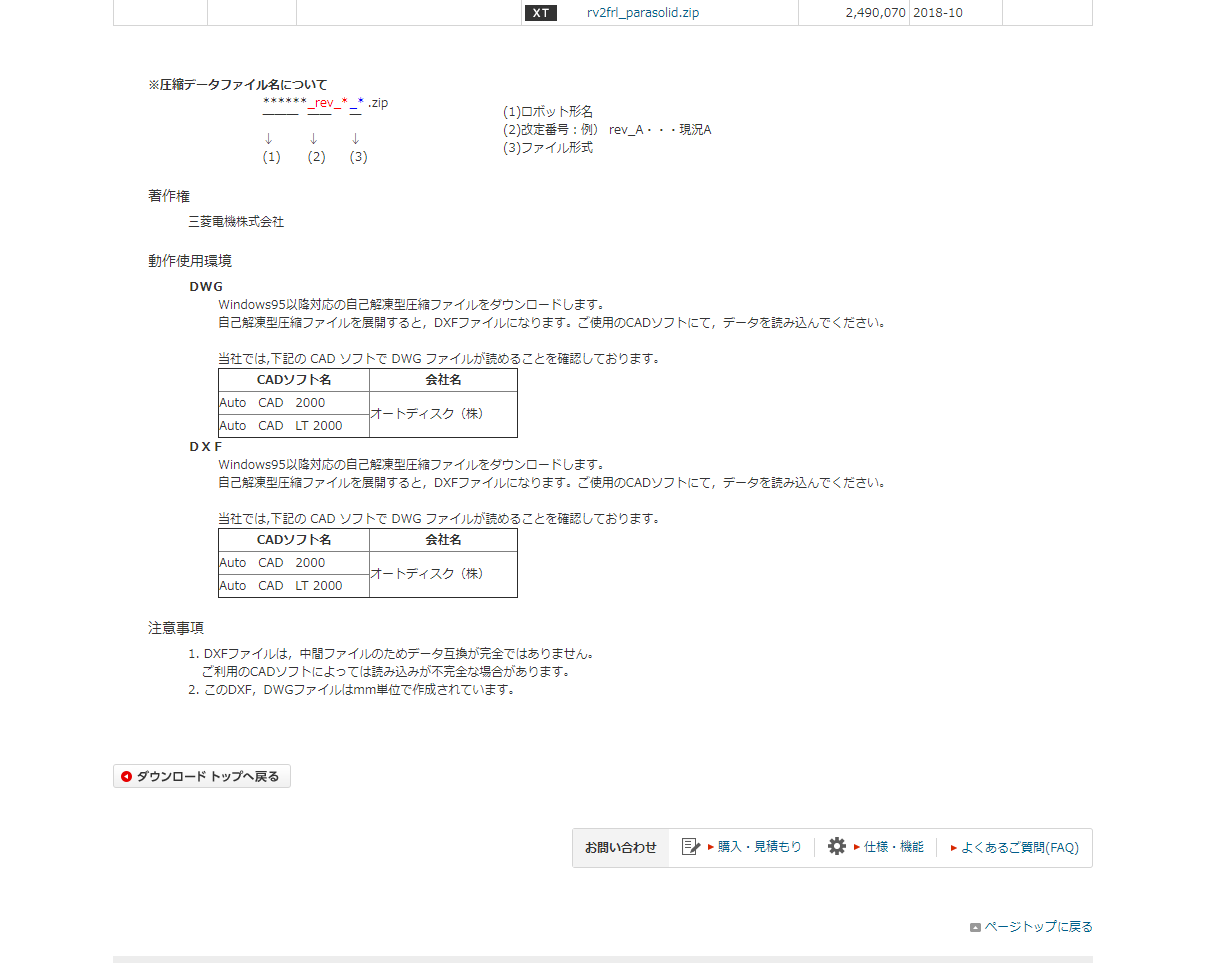 XT rv2frl_parasolid.zip 2,490,070 2018-10
※圧縮データファイル名について
******_rev_*_* .zip
↓ ↓ ↓
(1) (2) (3)
(1)ロボット形名
(2)改定番号：例） rev_A・・・現況A
(3)ファイル形式
著作権
三菱電機株式会社
動作使用環境
DWG
Windows95以降対応の自己解凍型圧縮ファイルをダウンロードします。
自己解凍型圧縮ファイルを展開すると，DXFファイルになります。ご使用のCADソフトにて，データを読み込んでください。
当社では,下記の CAD ソフトで DWG ファイルが読めることを確認しております。
CADソフト名 会社名
Auto　CAD　2000
オートディスク（株）
Auto　CAD　LT 2000
ＤＸＦ
Windows95以降対応の自己解凍型圧縮ファイルをダウンロードします。
自己解凍型圧縮ファイルを展開すると，DXFファイルになります。ご使用のCADソフトにて，データを読み込んでください。
当社では,下記の CAD ソフトで DWG ファイルが読めることを確認しております。
CADソフト名 会社名
Auto　CAD　2000
オートディスク（株）
Auto　CAD　LT 2000
注意事項
1. DXFファイルは，中間ファイルのためデータ互換が完全ではありません。
ご利用のCADソフトによっては読み込みが不完全な場合があります。
2. このDXF，DWGファイルはmm単位で作成されています。
ダウンロード トップへ戻る
お問い合わせ 購入・見積もり 仕様・機能 よくあるご質問(FAQ)
ページトップに戻る